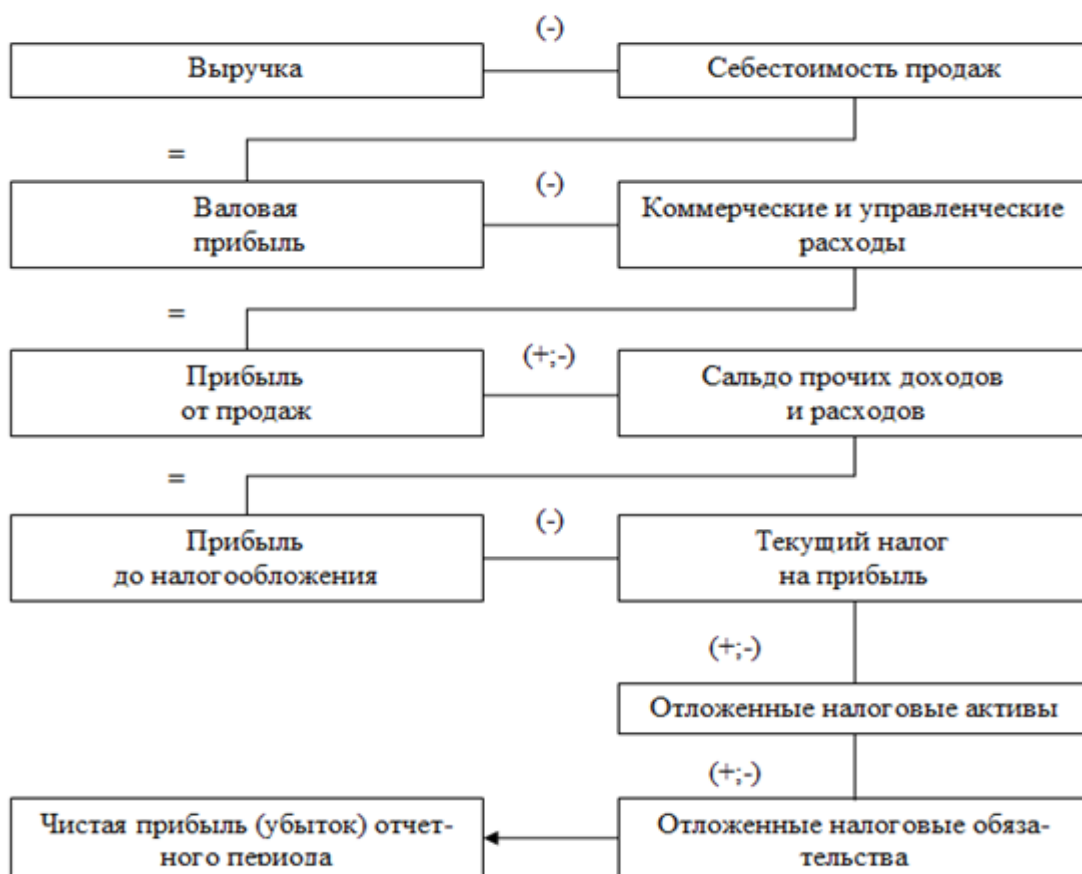 (-)
Выручка
Себестоимость продаж
=
(-)
Валовая
прибыль
Коммерческие и управленческие
расходы
=
(+;-)
Прибыль
от продаж
Сальдо прочих доходов
и расходов
=
(-)
Прибыль
до налогообложения
Текущий налог
на прибыль
(+;-)
Отложенные налоговые активы
(+;-)
Чистая прибыль (убыток) отчет-
ного периода
Отложенные налоговые обяза-
тельства